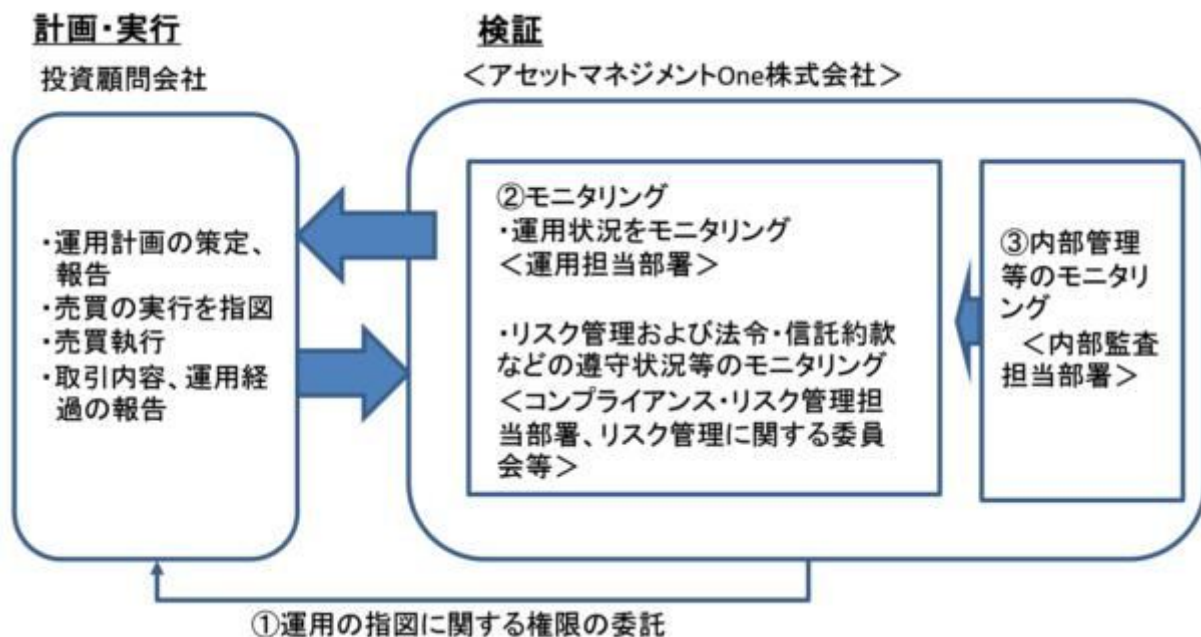 計画・実行
投資顧問会社
・運用計画の策定、
報告
・売買の実行を指図
・売買執行
・取引内容、運用経
過の報告
検証
＜アセットマネジメントOne株式会社＞
②モニタリング
・運用状況をモニタリング
＜運用担当部署＞
・リスク管理および法令・信託約款
などの遵守状況等のモニタリング
＜コンプライアンス・リスク管理担
当部署、リスク管理に関する委員
会等＞
③内部管理
等のモニタリ
ング
＜内部監査
担当部署＞
①運用の指図に関する権限の委託